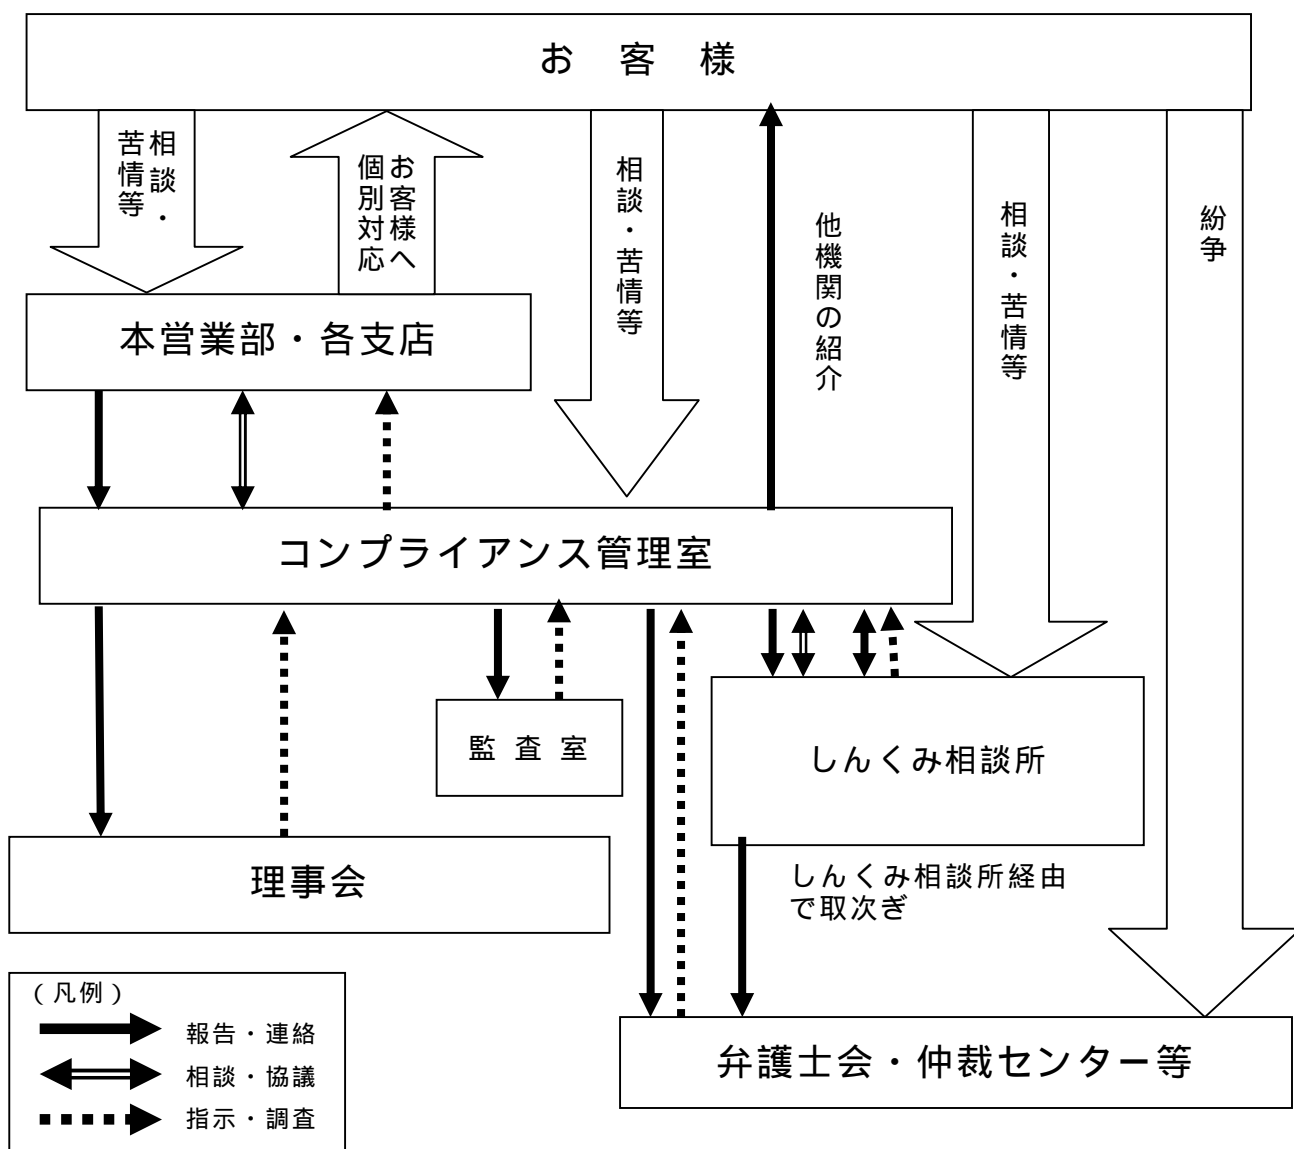 お 客 様
相談・
苦情等
お客様へ
個別対応
相談・苦情等
他機関の紹介
相談・苦情等
紛争
本営業部・各支店
コンプライアンス管理室
監 査 室
しんくみ相談所
理事会
しんくみ相談所経由
で取次ぎ
(凡例)
報告・連絡
相談・協議
指示・調査
弁護士会・仲裁センター等